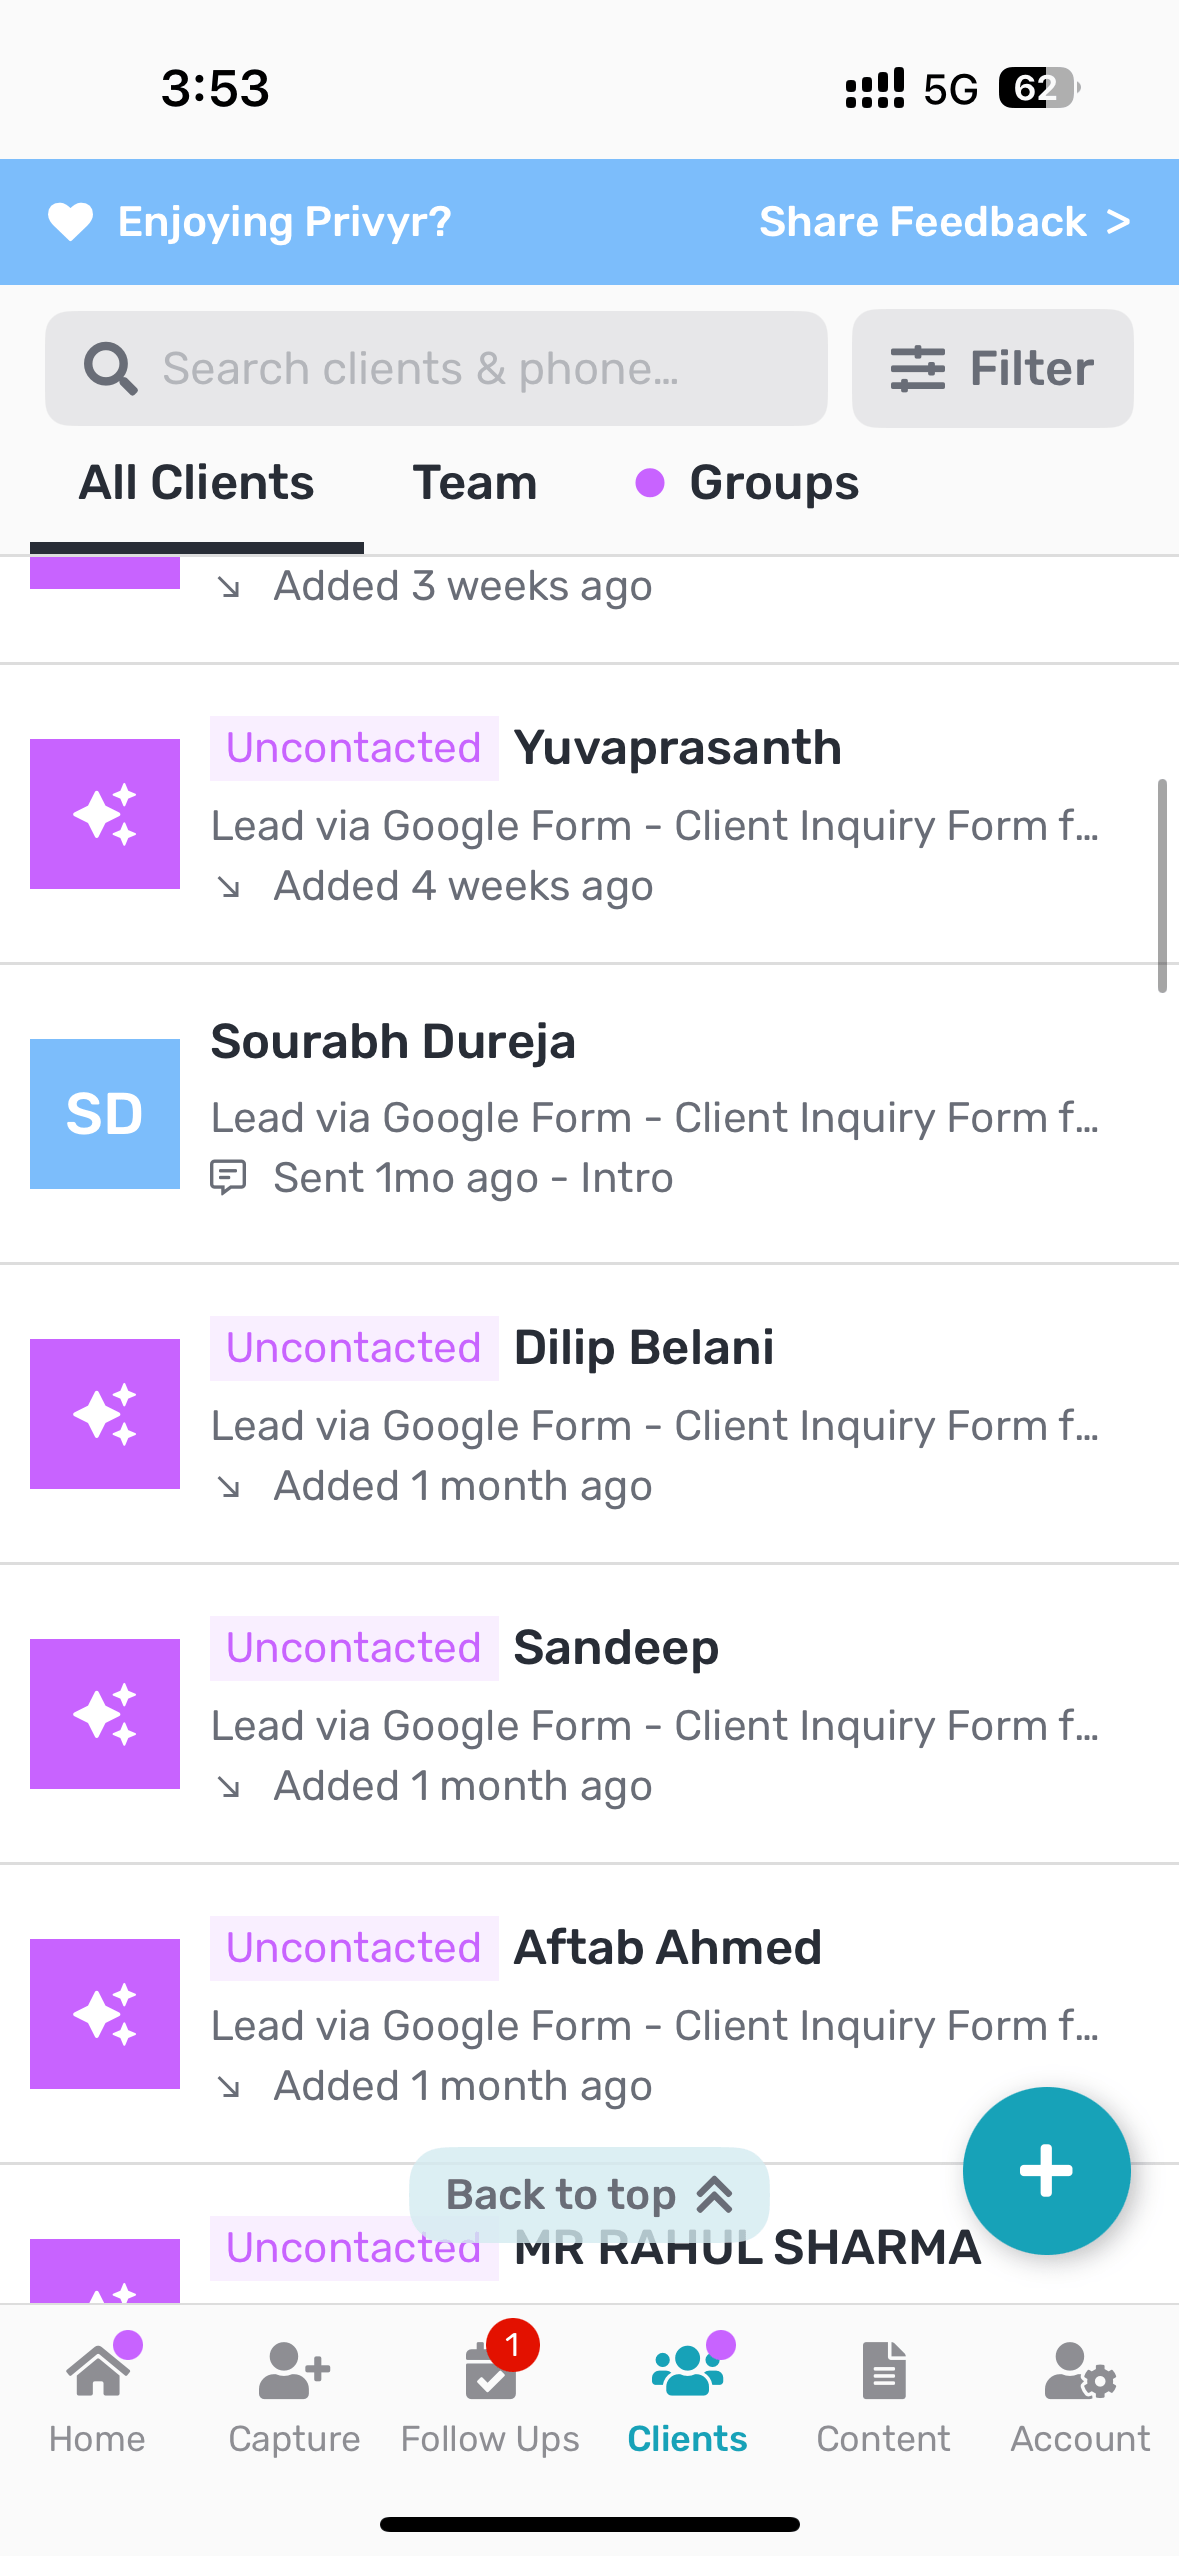 3:53
5G 62
Enjoying Privyr?
Share Feedback >
Search clients & phone...
Filter
All Clients
Team
Groups
Added 3 weeks ago
Uncontacted Yuvaprasanth
Lead via Google Form - Client Inquiry Form f...
Added 4 weeks ago
SD
Sourabh Dureja
Lead via Google Form - Client Inquiry Form f...
Sent 1mo ago - Intro
Uncontacted Dilip Belani
Lead via Google Form - Client Inquiry Form f...
Added 1 month ago
Uncontacted Sandeep
Lead via Google Form - Client Inquiry Form f...
Added 1 month ago
Uncontacted Aftab Ahmed
Lead via Google Form - Client Inquiry Form f...
Added 1 month ago
Back to top
Uncontacted MR RAHUL SHARMA
1
Home
Capture
Follow Ups
Clients
Content
Account